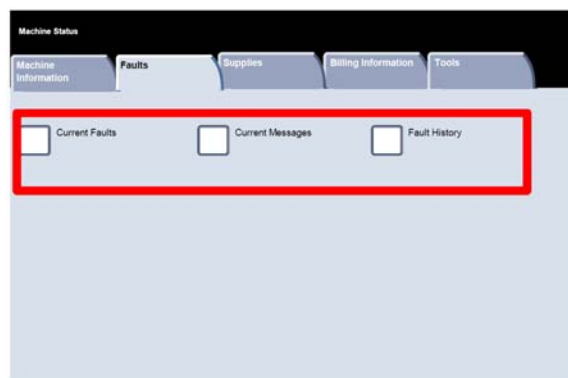 Machine Status
Machine Information
Faults
Supplies
Billing Information
Tools
Current Faults
Current Messages
Fault History